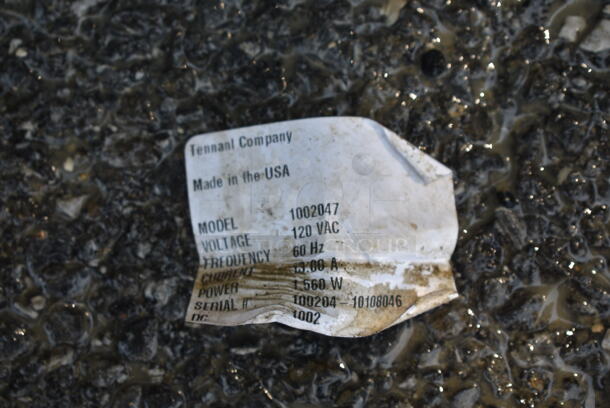 Tennant Company
Made in the USA
MODEL 1002047
VOLTAGE 120 VAC
FREQUENCY 60 Hz
CURRENT 13.60 A
POWER 1,560 W
SERIAL # 100204-10108046
DC 1002